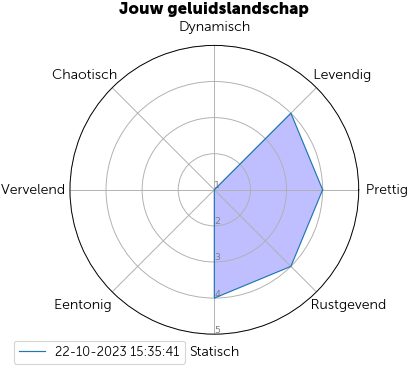 Jouw geluidslandschap
Dynamisch
Chaotisch
Levendig
Vervelend
Prettig
1
2
3
4
5
Eentonig
Rustgevend
22-10-2023 15:35:41
Statisch